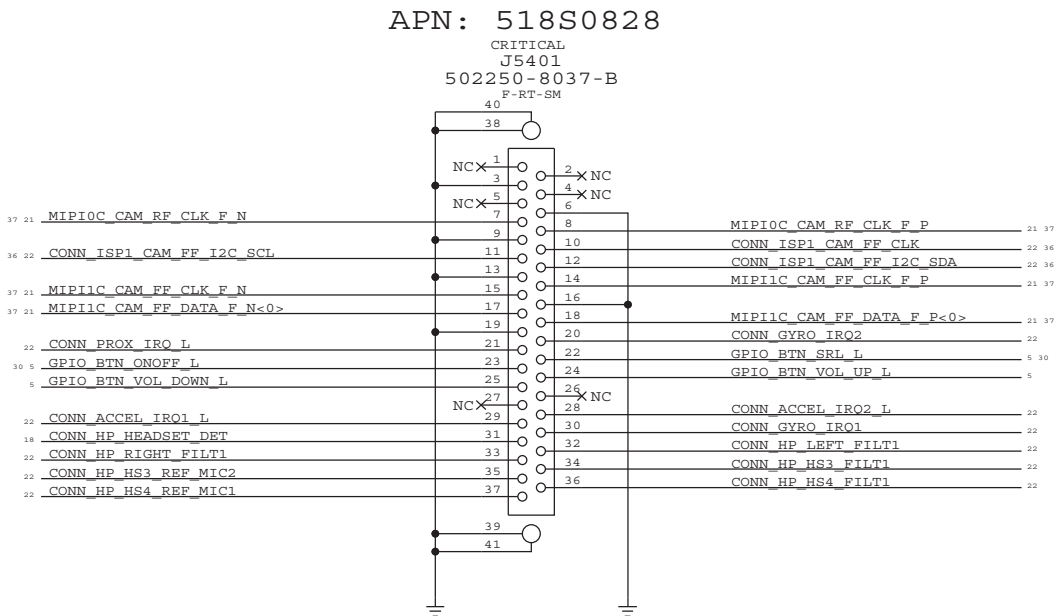 APN: 518S0828
CRITICAL
J5401
502250-8037-B
F-RT-SM
40
38
NC 1
2 NC
3
4 NC
NC 5
6
37 21 MIPI0C_CAM_RF_CLK_F_N 7
8 MIPI0C_CAM_RF_CLK_F_P 21 37
9
10 CONN_ISP1_CAM_FF_CLK 22 36
36 22 CONN_ISP1_CAM_FF_I2C_SCL 11
12 CONN_ISP1_CAM_FF_I2C_SDA 22 36
13
14 MIPI1C_CAM_FF_CLK_F_P 21 37
37 21 MIPI1C_CAM_FF_CLK_F_N 15
16
37 21 MIPI1C_CAM_FF_DATA_F_N<0> 17
18 MIPI1C_CAM_FF_DATA_F_P<0> 21 37
19
20 CONN_GYRO_IRQ2 22
22 CONN_PROX_IRQ_L 21
22 GPIO_BTN_SRL_L 5 30
30 5 GPIO_BTN_ONOFF_L 23
24 GPIO_BTN_VOL_UP_L 5
5 GPIO_BTN_VOL_DOWN_L 25
26 NC
NC 27
28 CONN_ACCEL_IRQ2_L 22
22 CONN_ACCEL_IRQ1_L 29
30 CONN_GYRO_IRQ1 22
18 CONN_HP_HEADSET_DET 31
32 CONN_HP_LEFT_FILT1 22
22 CONN_HP_RIGHT_FILT1 33
34 CONN_HP_HS3_FILT1 22
22 CONN_HP_HS3_REF_MIC2 35
36 CONN_HP_HS4_FILT1 22
22 CONN_HP_HS4_REF_MIC1 37
39
41